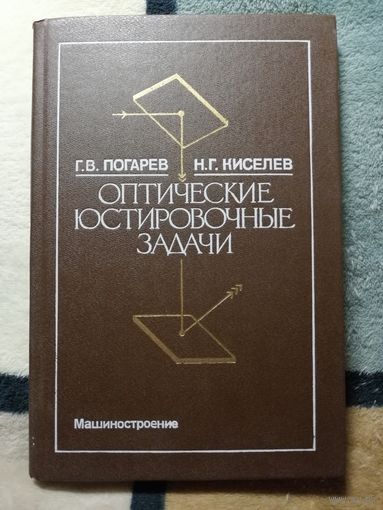 Г.В. ПОГАРЕВ Н.Г. КИСЕЛЕВ
ОПТИЧЕСКИЕ
ЮСТИРОВОЧНЫЕ
ЗАДАЧИ
Машиностроение